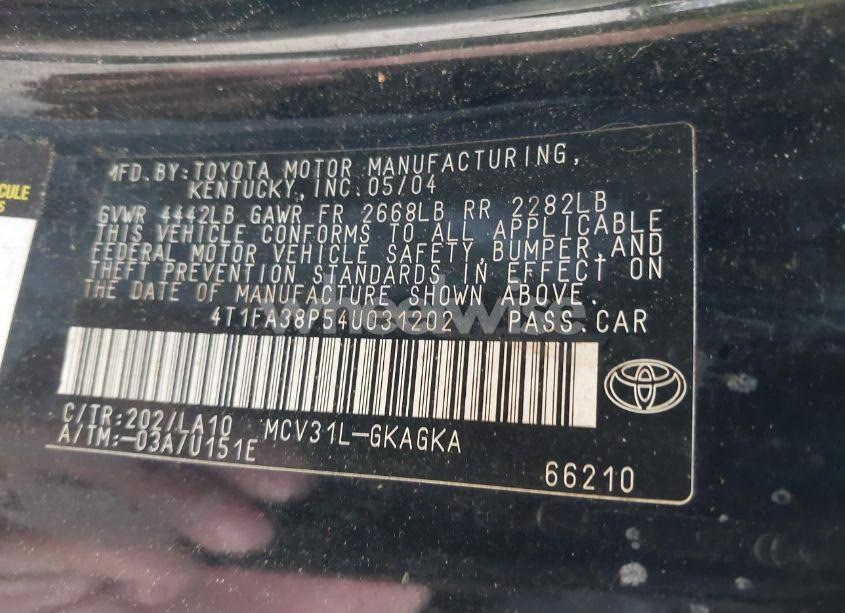 CULE
S
MFD.BY:TOYOTA MOTOR MANUFACTURING,
KENTUCKY,INC.05/04
GVWR 4442LB GAWR FR 2668LB RR 2282LB
THIS VEHICLE CONFORMS TO ALL APPLICABLE
FEDERAL MOTOR VEHICLE SAFETY,BUMPER,AND
THEFT PREVENTION STANDARDS IN EFFECT ON
THE DATE OF MANUFACTURE SHOWN ABOVE.
4T1FA38P54U031202 PASS CAR
C/TR:202/LA10 MCV31L-GKAGKA
A/TM:-03A/U151E
66210